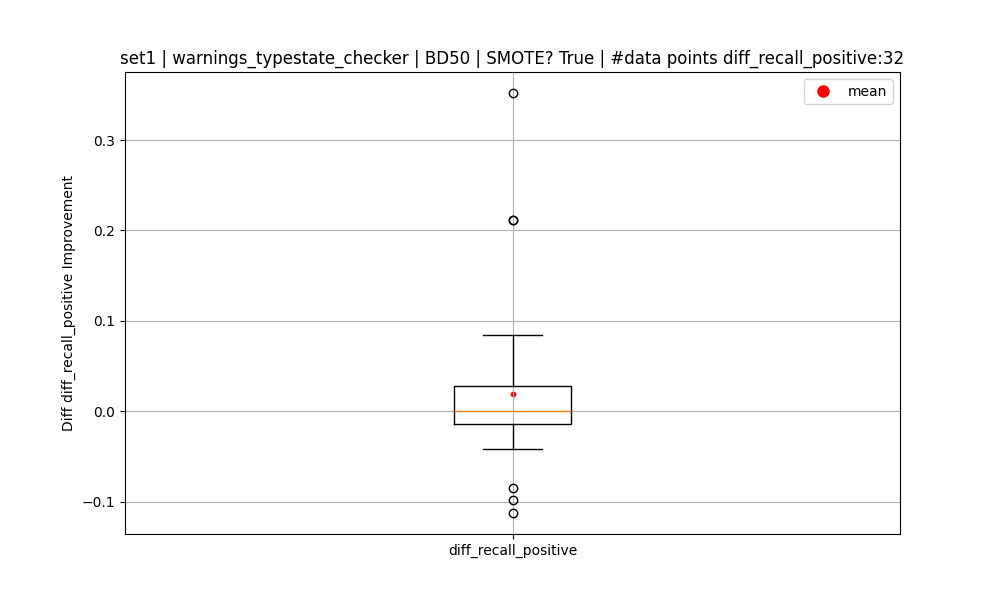 set1 | warnings_typestate_checker | BD50 | SMOTE? True | #data points diff_recall_positive:32
mean
0.3
0.2
0.1
0.0
−0.1
Diff diff_recall_positive Improvement
diff_recall_positive